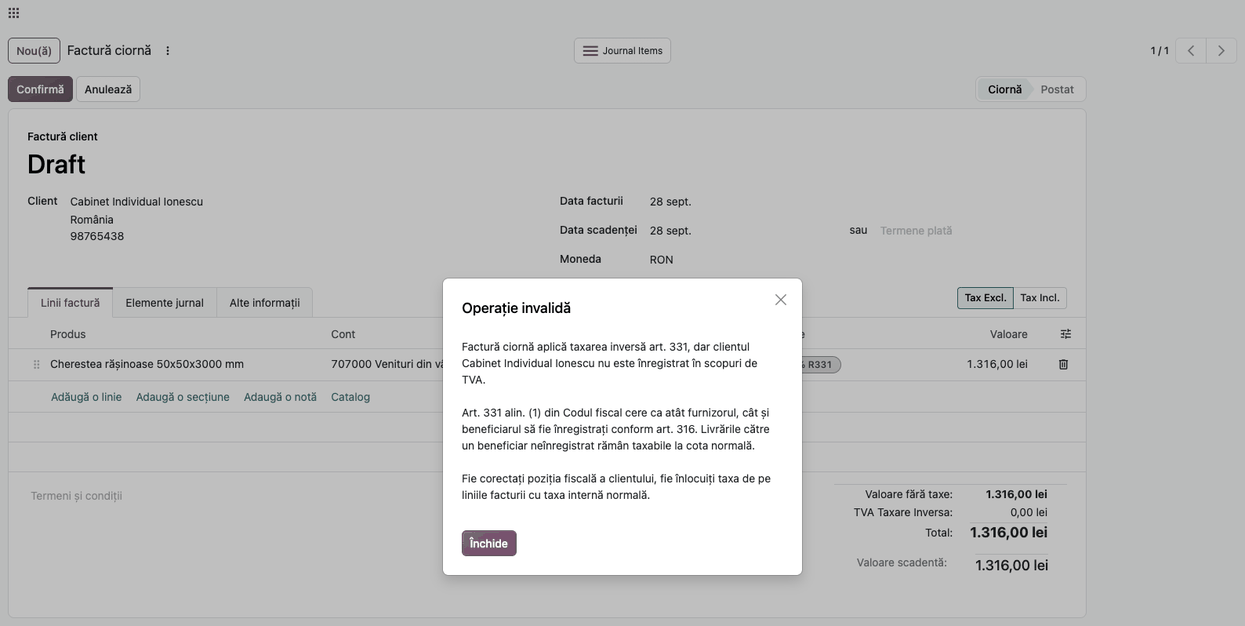 Nou(ă)
Factură ciornă
Journal Items
1 / 1
Confirmă
Anulează
Ciornă
Postat
Factură client
Draft
Client
Cabinet Individual Ionescu
România
98765438
Data facturii
28 sept.
Data scadenței
28 sept.
sau
Termene plată
Moneda
RON
Linii factură
Elemente jurnal
Alte informații
Tax Excl.
Tax Incl.
Produs
Cont
Valoare
Cherestea rășinoase 50x50x3000 mm
707000 Venituri din
R331
1.316,00 lei
Adăugă o linie
Adaugă o secțiune
Adaugă o notă
Catalog
Termeni și condiții
Valoare fără taxe:
1.316,00 lei
TVA Taxare Inversa:
0,00 lei
Total:
1.316,00 lei
Valoare scadentă:
1.316,00 lei
Operație invalidă
Factură ciornă aplică taxarea inversă art. 331, dar clientul
Cabinet Individual Ionescu nu este înregistrat în scopuri de
TVA.
Art. 331 alin. (1) din Codul fiscal cere ca atât furnizorul, cât și
beneficiarul să fie înregistrați conform art. 316. Livrările către
un beneficiar neînregistrat rămân taxabile la cota normală.
Fie corectați poziția fiscală a clientului, fie înlocuiți taxa de pe
liniile facturii cu taxa internă normală.
Închide